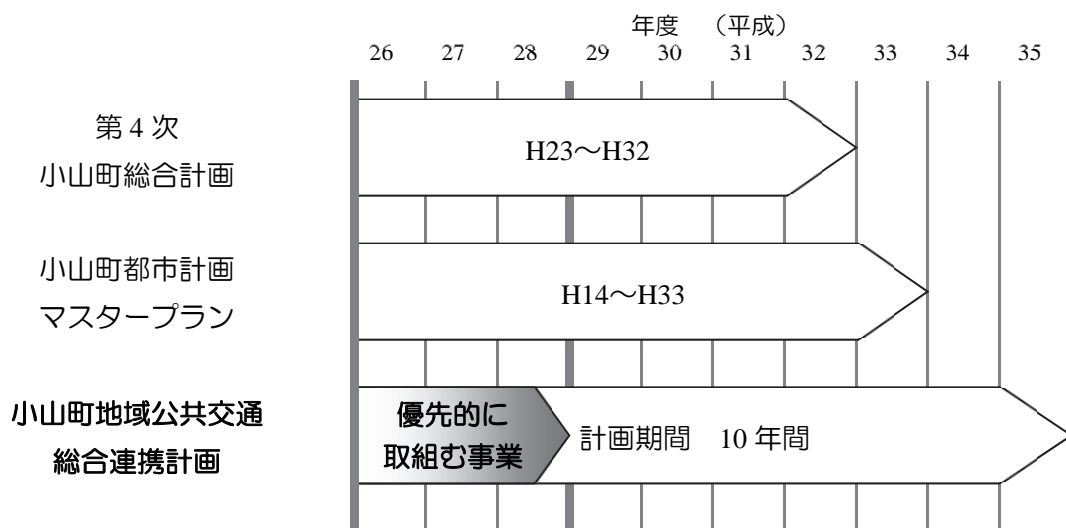 年度 （平成）
26 27 28 29 30 31 32 33 34 35
第４次
小山町総合計画
H23～H32
小山町都市計画
マスタープラン
H14～H33
小山町地域公共交通
総合連携計画
優先的に
取組む事業
計画期間 10 年間